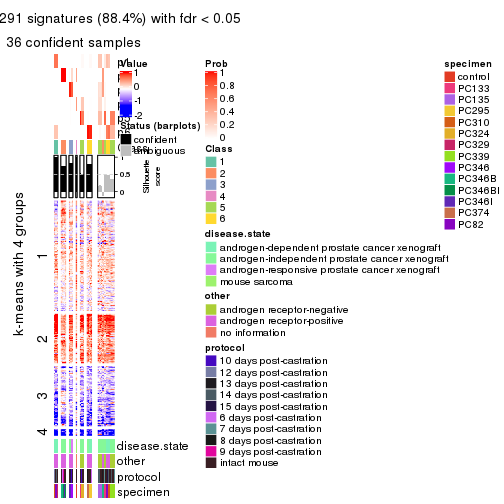 291 signatures (88.4%) with fdr < 0.05
36 confident samples
Value
1
0
-1
-2
Status (barplots)
confident
ambiguous
1
0.5
0
Silhouette
score
k-means with 4 groups
1
2
3
4
disease.state
other
protocol
specimen
Prob
1
0.8
0.6
0.4
0.2
0
Class
1
2
3
4
5
6
disease.state
androgen-dependent prostate cancer xenograft
androgen-independent prostate cancer xenograft
androgen-responsive prostate cancer xenograft
mouse sarcoma
other
androgen receptor-negative
androgen receptor-positive
no information
protocol
10 days post-castration
12 days post-castration
13 days post-castration
14 days post-castration
15 days post-castration
6 days post-castration
7 days post-castration
8 days post-castration
9 days post-castration
intact mouse
specimen
control
PC133
PC135
PC295
PC310
PC324
PC329
PC339
PC346
PC346B
PC346BI
PC346I
PC374
PC82